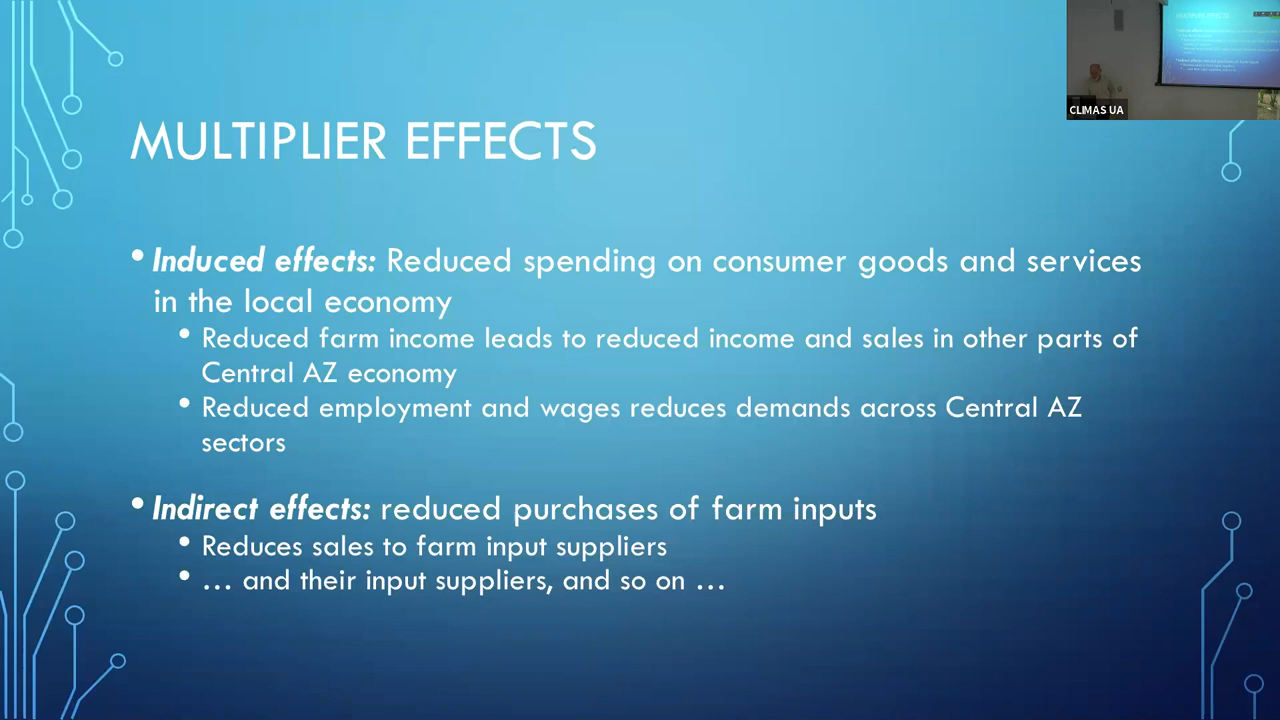 CLIMAS UA
MULTIPLIER EFFECTS
• Induced effects: Reduced spending on consumer goods and services
in the local economy
• Reduced farm income leads to reduced income and sales in other parts of
Central AZ economy
• Reduced employment and wages reduces demands across Central AZ
sectors
• Indirect effects: reduced purchases of farm inputs
• Reduces sales to farm input suppliers
• … and their input suppliers, and so on …